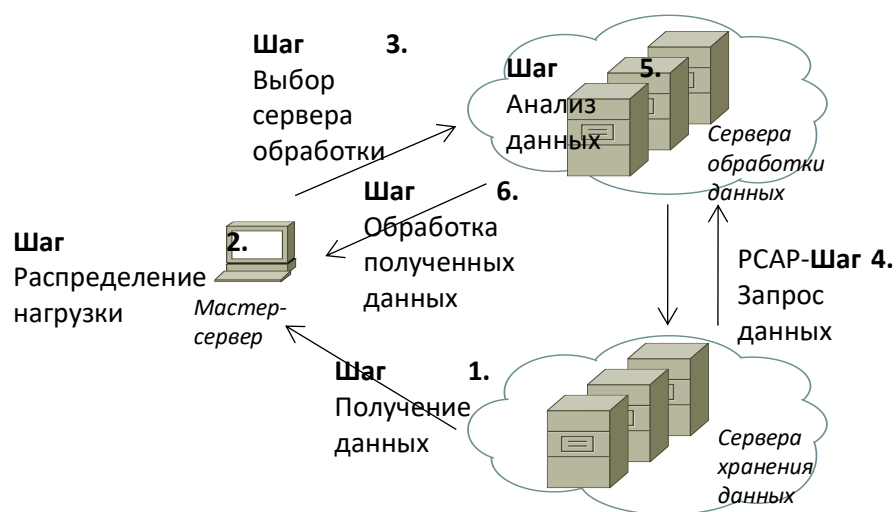 Шаг 3.
Выбор
сервера
обработки
Шаг 5.
Анализ
данных
Сервера
обработки
данных
Шаг 6.
Обработка
полученных
данных
Шаг 2.
Распределение
нагрузки
Мастер-
сервер
PCAP-Шаг 4.
Запрос
данных
Шаг 1.
Получение
данных
Сервера
хранения
данных